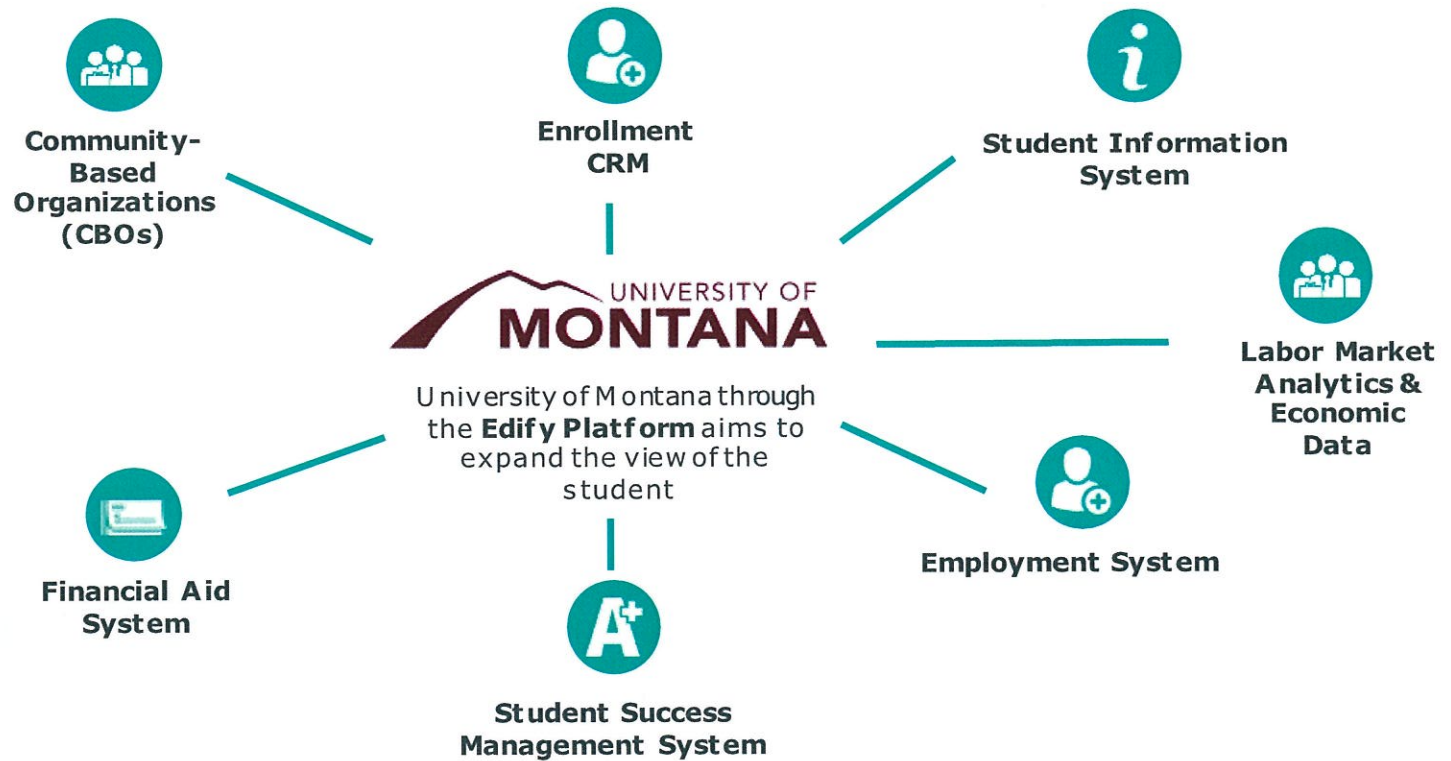 Community-
Based
Organizations
(CBOs)
Enrollment
CRM
Student Information
System
UNIVERSITY OF
MONTANA
University of Montana through
the Edify Platform aims to
expand the view of the
student
Labor Market
Analytics &
Economic
Data
Financial Aid
System
Employment System
A+
Student Success
Management System